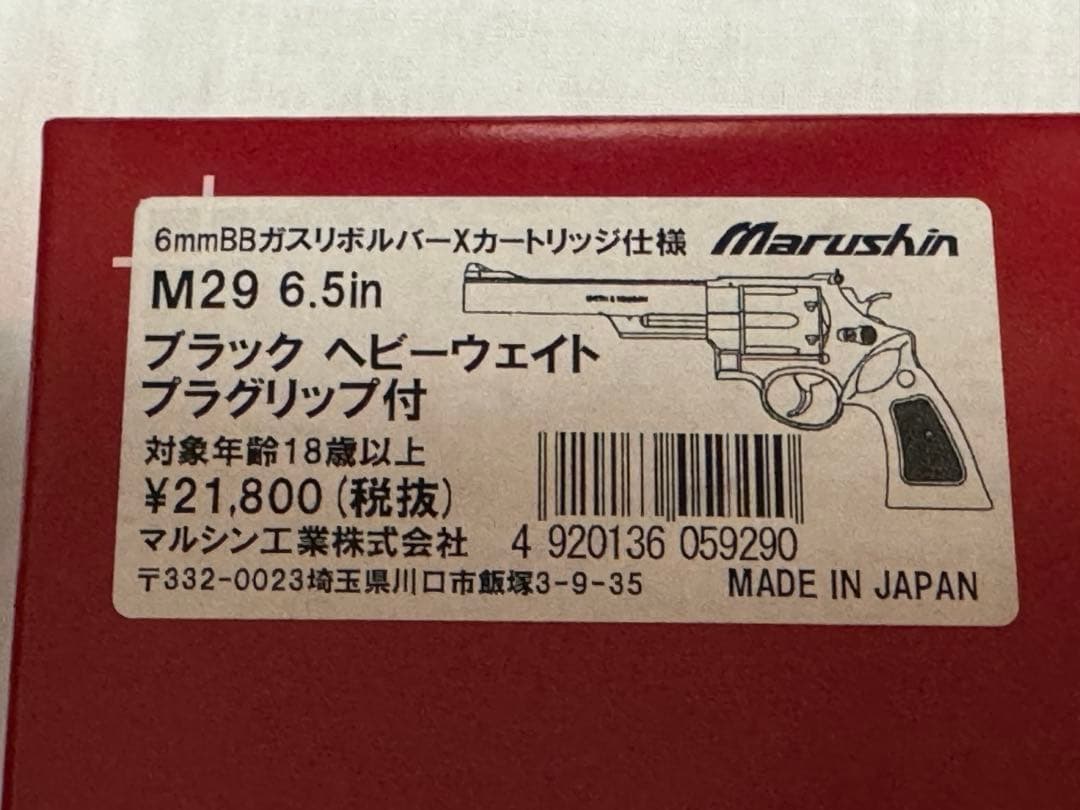 6mmBBガスリボルバーXカートリッジ仕様 Marushin
M29 6.5in
ブラック ヘビーウェイト
プラグリップ付
対象年齢18歳以上
¥21,800(税抜)
マルシン工業株式会社 4 920136 059290
〒332-0023埼玉県川口市飯塚3-9-35 MADE IN JAPAN